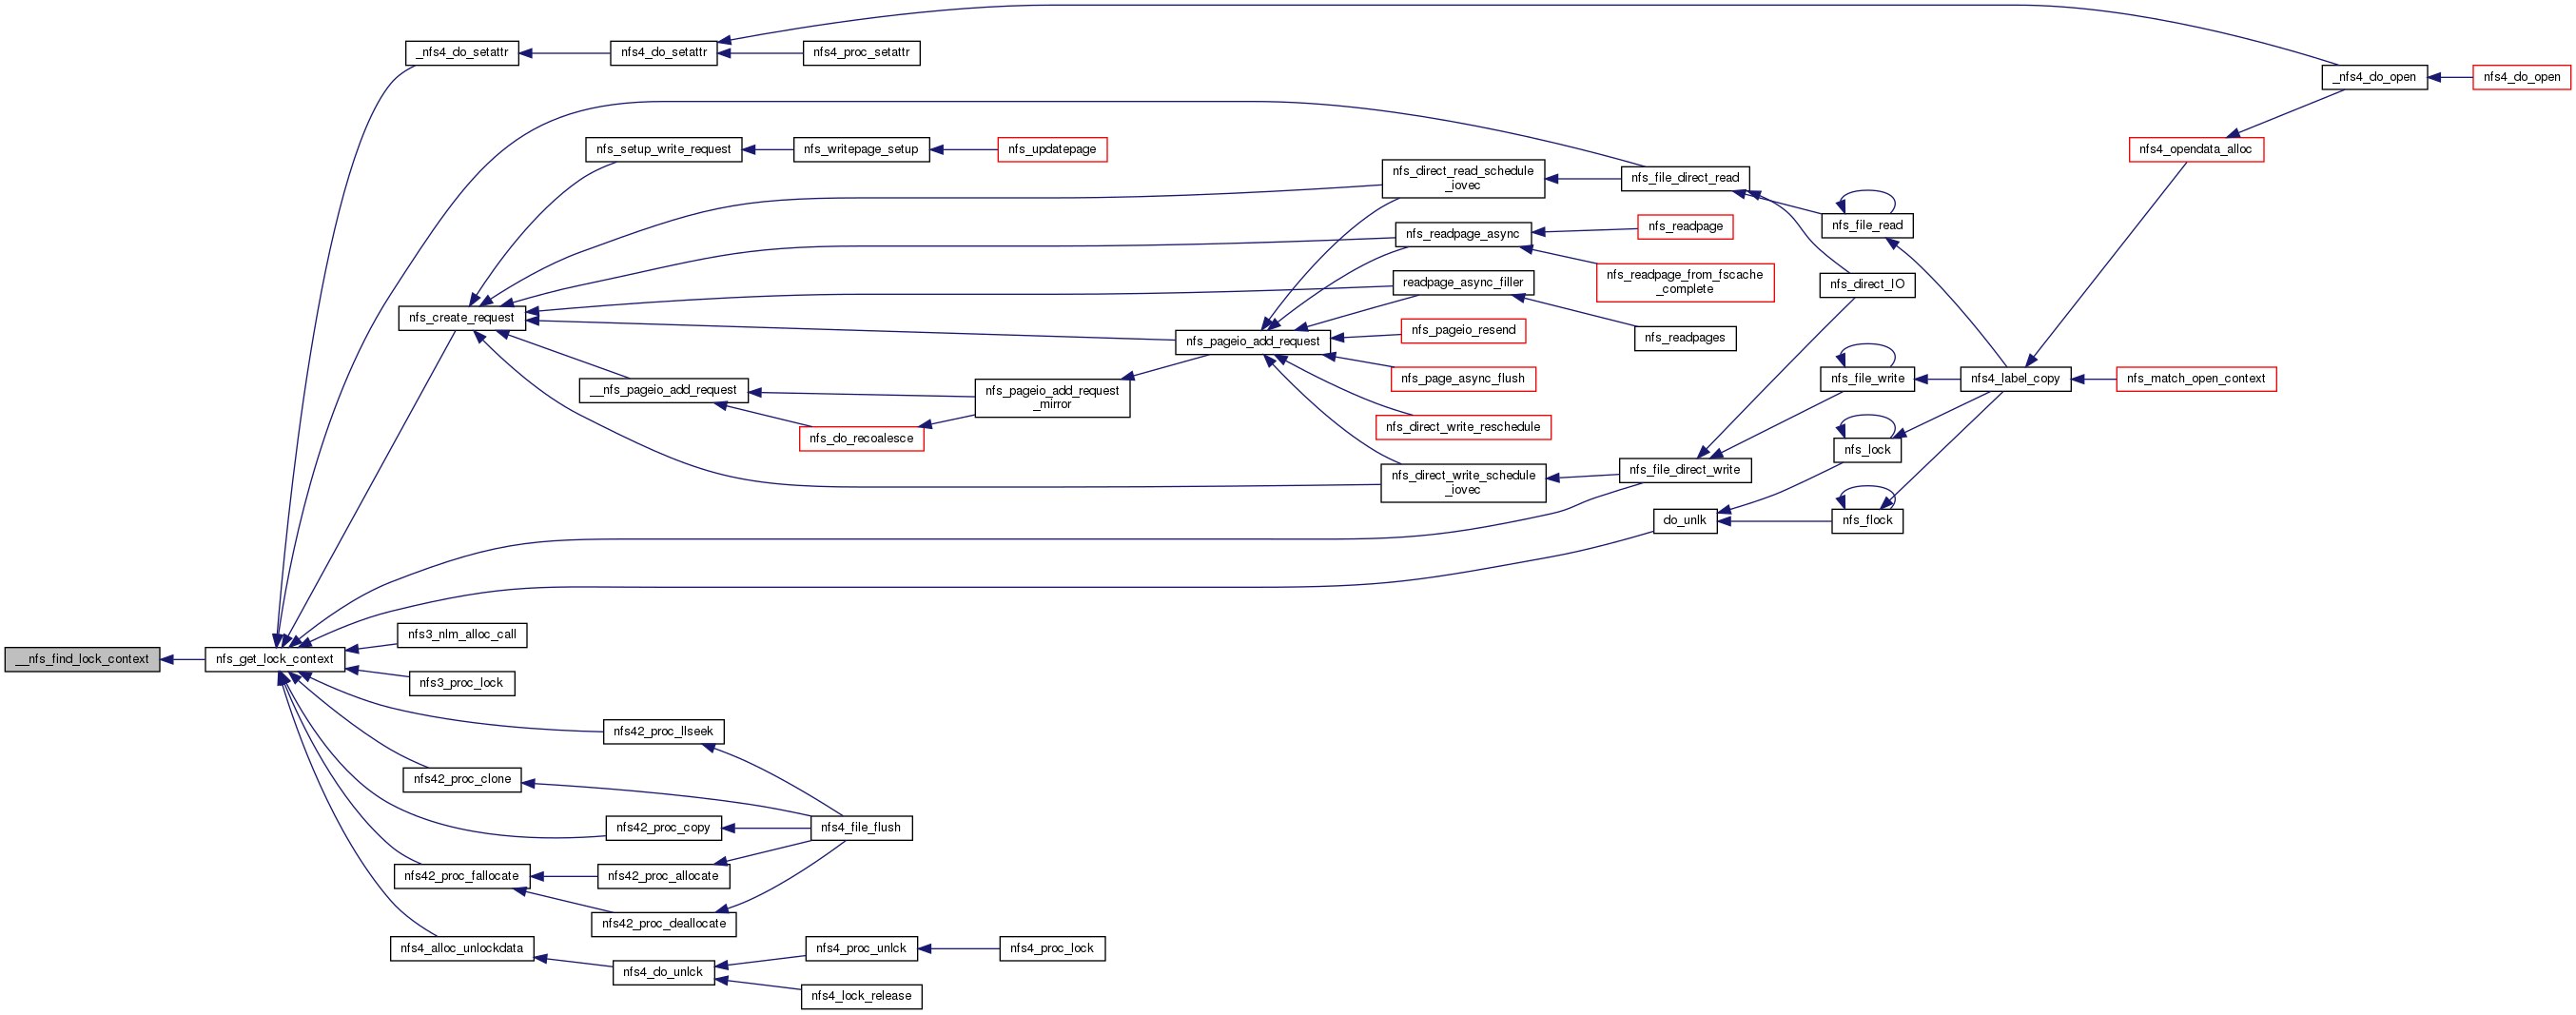 _nfs4_do_setattr
nfs4_do_setattr
nfs4_proc_setattr
_nfs4_do_open
nfs4_do_open
nfs_setup_write_request
nfs_writepage_setup
nfs_updatepage
nfs4_opendata_alloc
nfs_direct_read_schedule
_iovec
nfs_file_direct_read
nfs_file_read
nfs_readpage_async
nfs_readpage
nfs_readpage_from_fscache
_complete
readpage_async_filler
nfs_direct_IO
nfs_create_request
nfs_pageio_add_request
nfs_pageio_resend
nfs_readpages
nfs_page_async_flush
__nfs_pageio_add_request
nfs_pageio_add_request
_mirror
nfs_file_write
nfs4_label_copy
nfs_match_open_context
nfs_do_recoalesce
nfs_direct_write_reschedule
nfs_lock
nfs_direct_write_schedule
_iovec
nfs_file_direct_write
do_unlk
nfs_flock
nfs3_nlm_alloc_call
__nfs_find_lock_context
nfs_get_lock_context
nfs3_proc_lock
nfs42_proc_llseek
nfs42_proc_clone
nfs42_proc_copy
nfs4_file_flush
nfs42_proc_fallocate
nfs42_proc_allocate
nfs42_proc_deallocate
nfs4_alloc_unlockdata
nfs4_do_unlck
nfs4_proc_unlck
nfs4_proc_lock
nfs4_lock_release